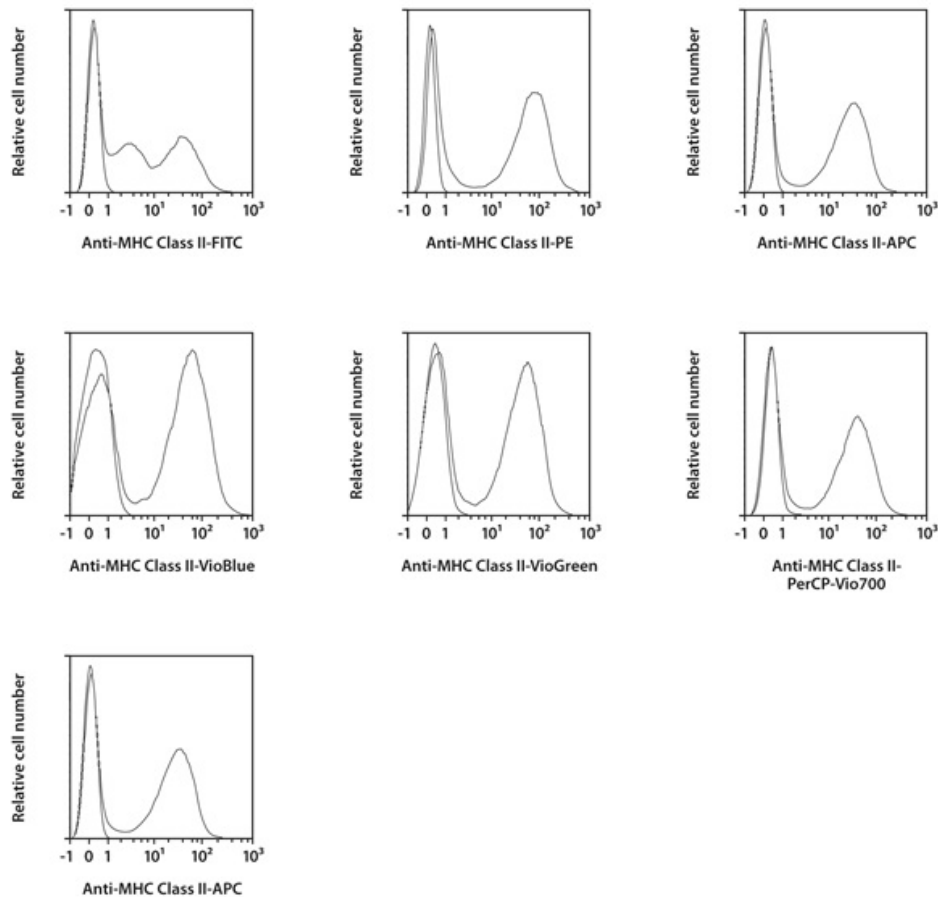 Relative cell number
-1 0 1 10¹ 10² 10³
Anti-MHC Class II-FITC
Relative cell number
-1 0 1 10¹ 10² 10³
Anti-MHC Class II-PE
Relative cell number
-1 0 1 10¹ 10² 10³
Anti-MHC Class II-APC
Relative cell number
-1 0 1 10¹ 10² 10³
Anti-MHC Class II-VioBlue
Relative cell number
-1 0 1 10¹ 10² 10³
Anti-MHC Class II-VioGreen
Relative cell number
-1 0 1 10¹ 10² 10³
Anti-MHC Class II-
PerCP-Vio700
Relative cell number
-1 0 1 10¹ 10² 10³
Anti-MHC Class II-APC